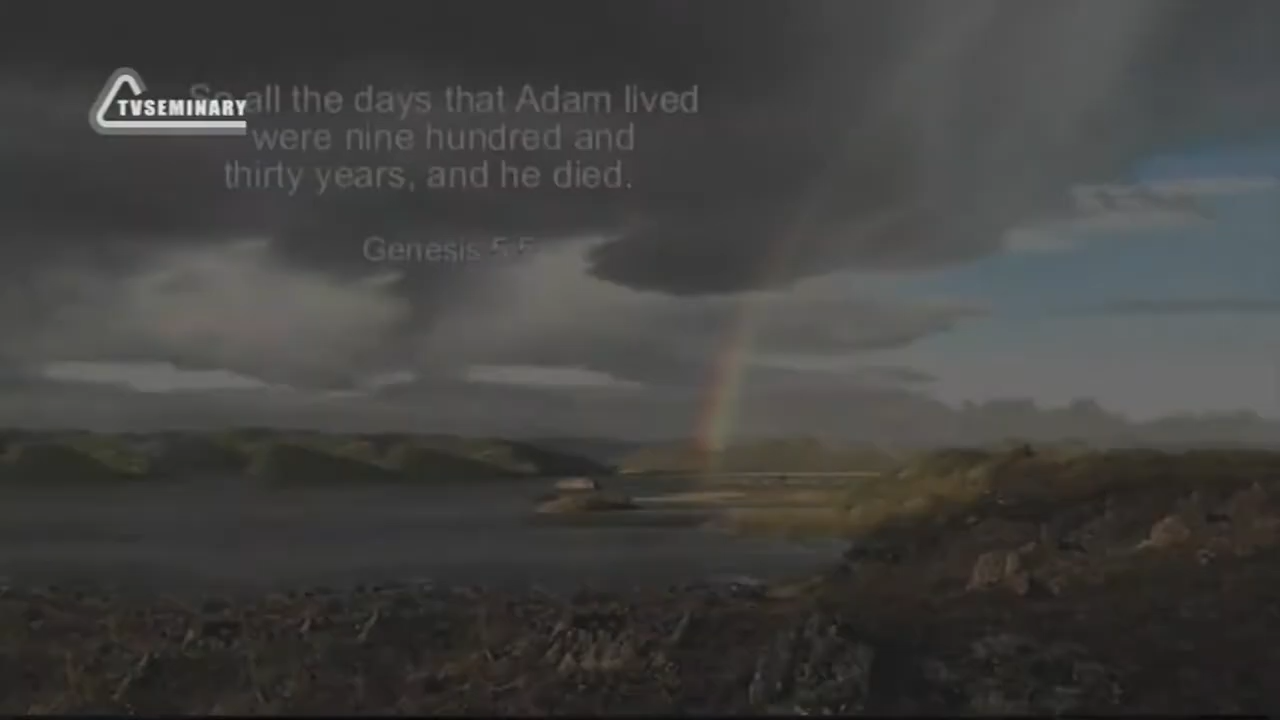 TVSEMINARY
So all the days that Adam lived
were nine hundred and
thirty years, and he died.
Genesis 5:5